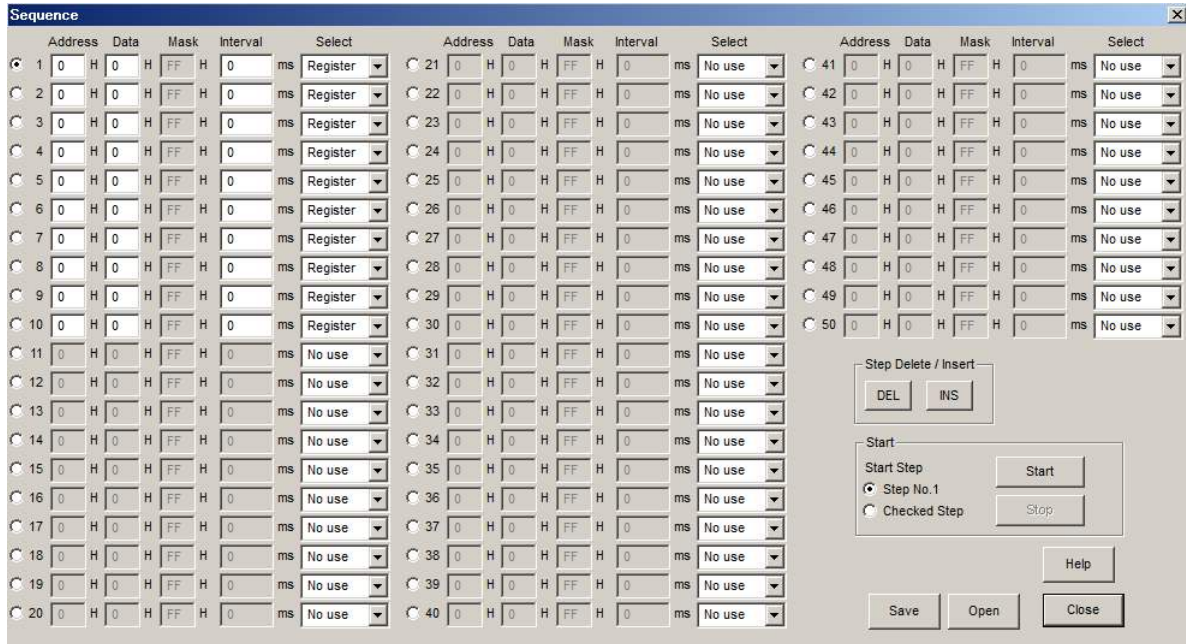 Sequence
Address Data Mask Interval Select Address Data Mask Interval Select Address Data Mask Interval Select
1 0 H 0 H FF H 0 ms Register 21 0 H 0 H FF H 0 ms No use 41 0 H 0 H FF H 0 ms No use
2 0 H 0 H FF H 0 ms Register 22 0 H 0 H FF H 0 ms No use 42 0 H 0 H FF H 0 ms No use
3 0 H 0 H FF H 0 ms Register 23 0 H 0 H FF H 0 ms No use 43 0 H 0 H FF H 0 ms No use
4 0 H 0 H FF H 0 ms Register 24 0 H 0 H FF H 0 ms No use 44 0 H 0 H FF H 0 ms No use
5 0 H 0 H FF H 0 ms Register 25 0 H 0 H FF H 0 ms No use 45 0 H 0 H FF H 0 ms No use
6 0 H 0 H FF H 0 ms Register 26 0 H 0 H FF H 0 ms No use 46 0 H 0 H FF H 0 ms No use
7 0 H 0 H FF H 0 ms Register 27 0 H 0 H FF H 0 ms No use 47 0 H 0 H FF H 0 ms No use
8 0 H 0 H FF H 0 ms Register 28 0 H 0 H FF H 0 ms No use 48 0 H 0 H FF H 0 ms No use
9 0 H 0 H FF H 0 ms Register 29 0 H 0 H FF H 0 ms No use 49 0 H 0 H FF H 0 ms No use
10 0 H 0 H FF H 0 ms Register 30 0 H 0 H FF H 0 ms No use 50 0 H 0 H FF H 0 ms No use
11 0 H 0 H FF H 0 ms No use 31 0 H 0 H FF H 0 ms No use
12 0 H 0 H FF H 0 ms No use 32 0 H 0 H FF H 0 ms No use
13 0 H 0 H FF H 0 ms No use 33 0 H 0 H FF H 0 ms No use
14 0 H 0 H FF H 0 ms No use 34 0 H 0 H FF H 0 ms No use
15 0 H 0 H FF H 0 ms No use 35 0 H 0 H FF H 0 ms No use
16 0 H 0 H FF H 0 ms No use 36 0 H 0 H FF H 0 ms No use
17 0 H 0 H FF H 0 ms No use 37 0 H 0 H FF H 0 ms No use
18 0 H 0 H FF H 0 ms No use 38 0 H 0 H FF H 0 ms No use
19 0 H 0 H FF H 0 ms No use 39 0 H 0 H FF H 0 ms No use
20 0 H 0 H FF H 0 ms No use 40 0 H 0 H FF H 0 ms No use
Step Delete / Insert
DEL INS
Start
Start Step
Start
Step No.1
Checked Step
Stop
Help
Save Open Close